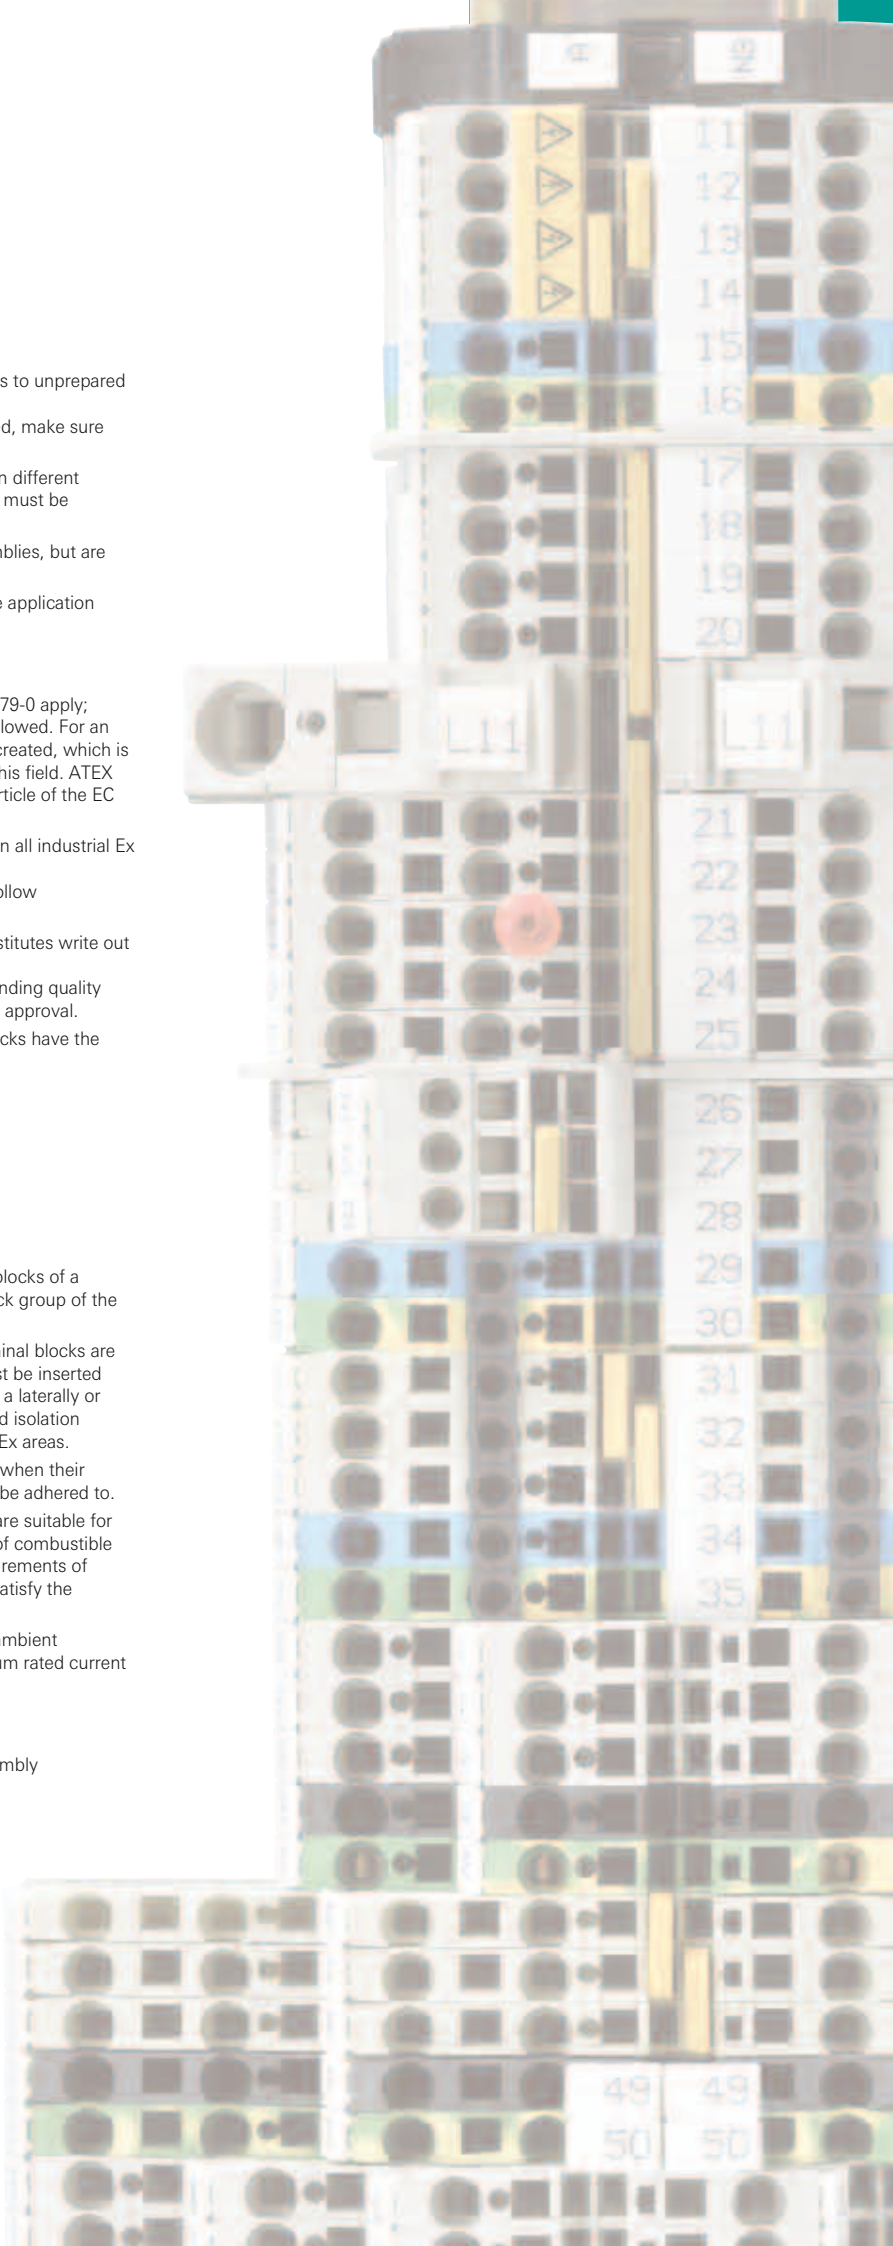 11
12
13
14
15
16
s to unprepared
d, make sure
n different
must be
nblies, but are
e application
17
18
19
20
79-0 apply;
lowed. For an
created, which is
his field. ATEX
rticle of the EC
n all industrial Ex
ollow
stitutes write out
nding quality
approval.
cks have the
L11 L11
21
22
23
24
25
26
27
28
29
30
31
32
33
34
35
blocks of a
ck group of the
inal blocks are
st be inserted
a laterally or
d isolation
Ex areas.
when their
be adhered to.
are suitable for
of combustible
rements of
atisfy the
ambient
um rated current
mbly
49 49
50 50